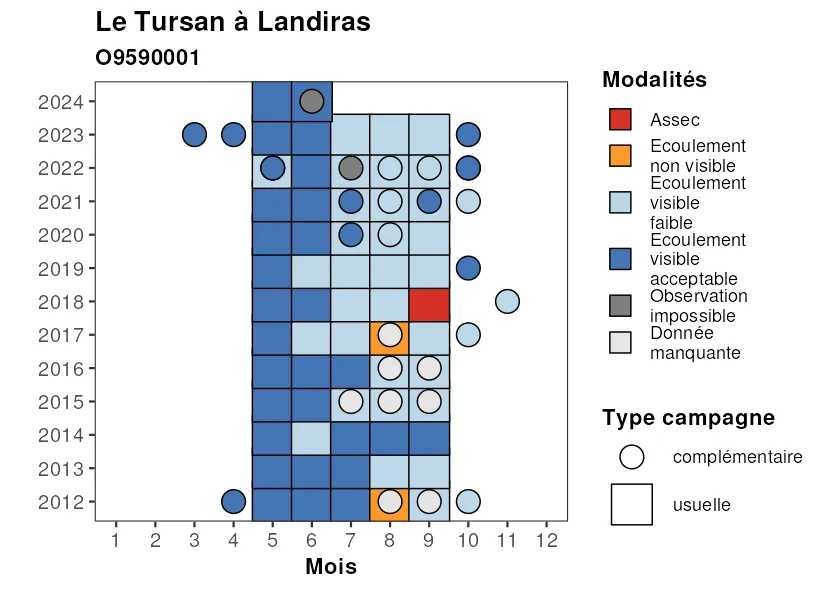 Le Tursan à Landiras
O9590001
2024
2023
2022
2021
2020
2019
2018
2017
2016
2015
2014
2013
2012
1 2 3 4 5 6 7 8 9 10 11 12
Mois
Modalités
Assec
Ecoulement
non visible
Ecoulement
visible
faible
Ecoulement
visible
acceptable
Observation
impossible
Donnée
manquante
Type campagne
complémentaire
usuelle